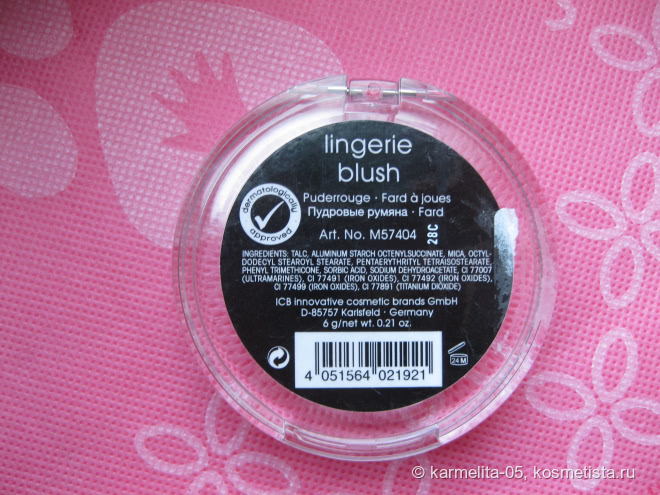 lingerie
blush
dermatologically
approved
Puderrouge · Fard à joues
Пудровые румяна · Fard
Art. No. M57404
28C
INGREDIENTS: TALC, ALUMINUM STARCH OCTENYLSUCCINATE, MICA, OCTYL-
DODECYL STEAROYL STEARATE, PENTAERYTHRITYL TETRAISOSTEARATE,
PHENYL TRIMETHICONE, SORBIC ACID, SODIUM DEHYDROACETATE, CI 77007
(ULTRAMARINES), CI 77491 (IRON OXIDES), CI 77492 (IRON OXIDES),
CI 77499 (IRON OXIDES), CI 77891 (TITANIUM DIOXIDE)
ICB innovative cosmetic brands GmbH
D-85757 Karlsfeld · Germany
6 g/net wt. 0.21 oz.
4 051564 021921
24 M
© karmelita-05, kosmetista.ru